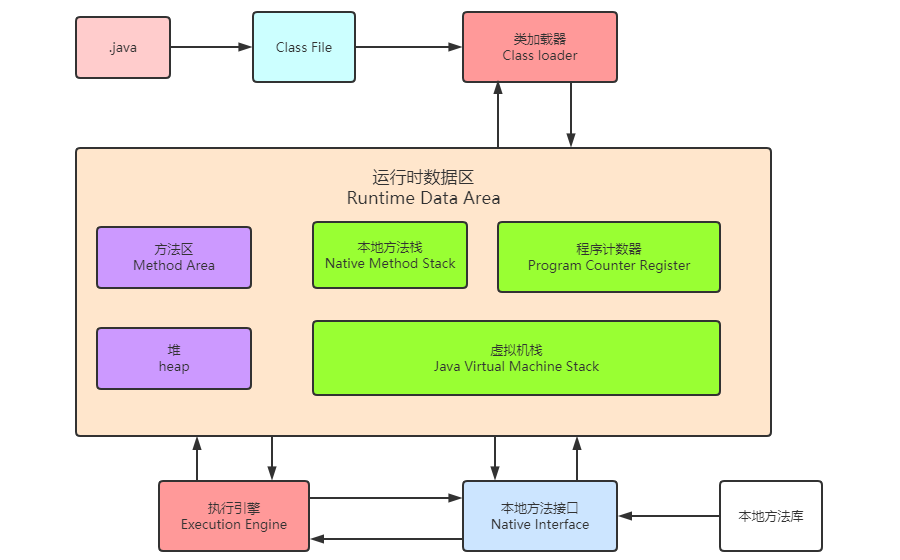 .java
Class File
类加载器
Class loader
运行时数据区
Runtime Data Area
方法区
Method Area
本地方法栈
Native Method Stack
程序计数器
Program Counter Register
堆
heap
虚拟机栈
Java Virtual Machine Stack
执行引擎
Execution Engine
本地方法接口
Native Interface
本地方法库